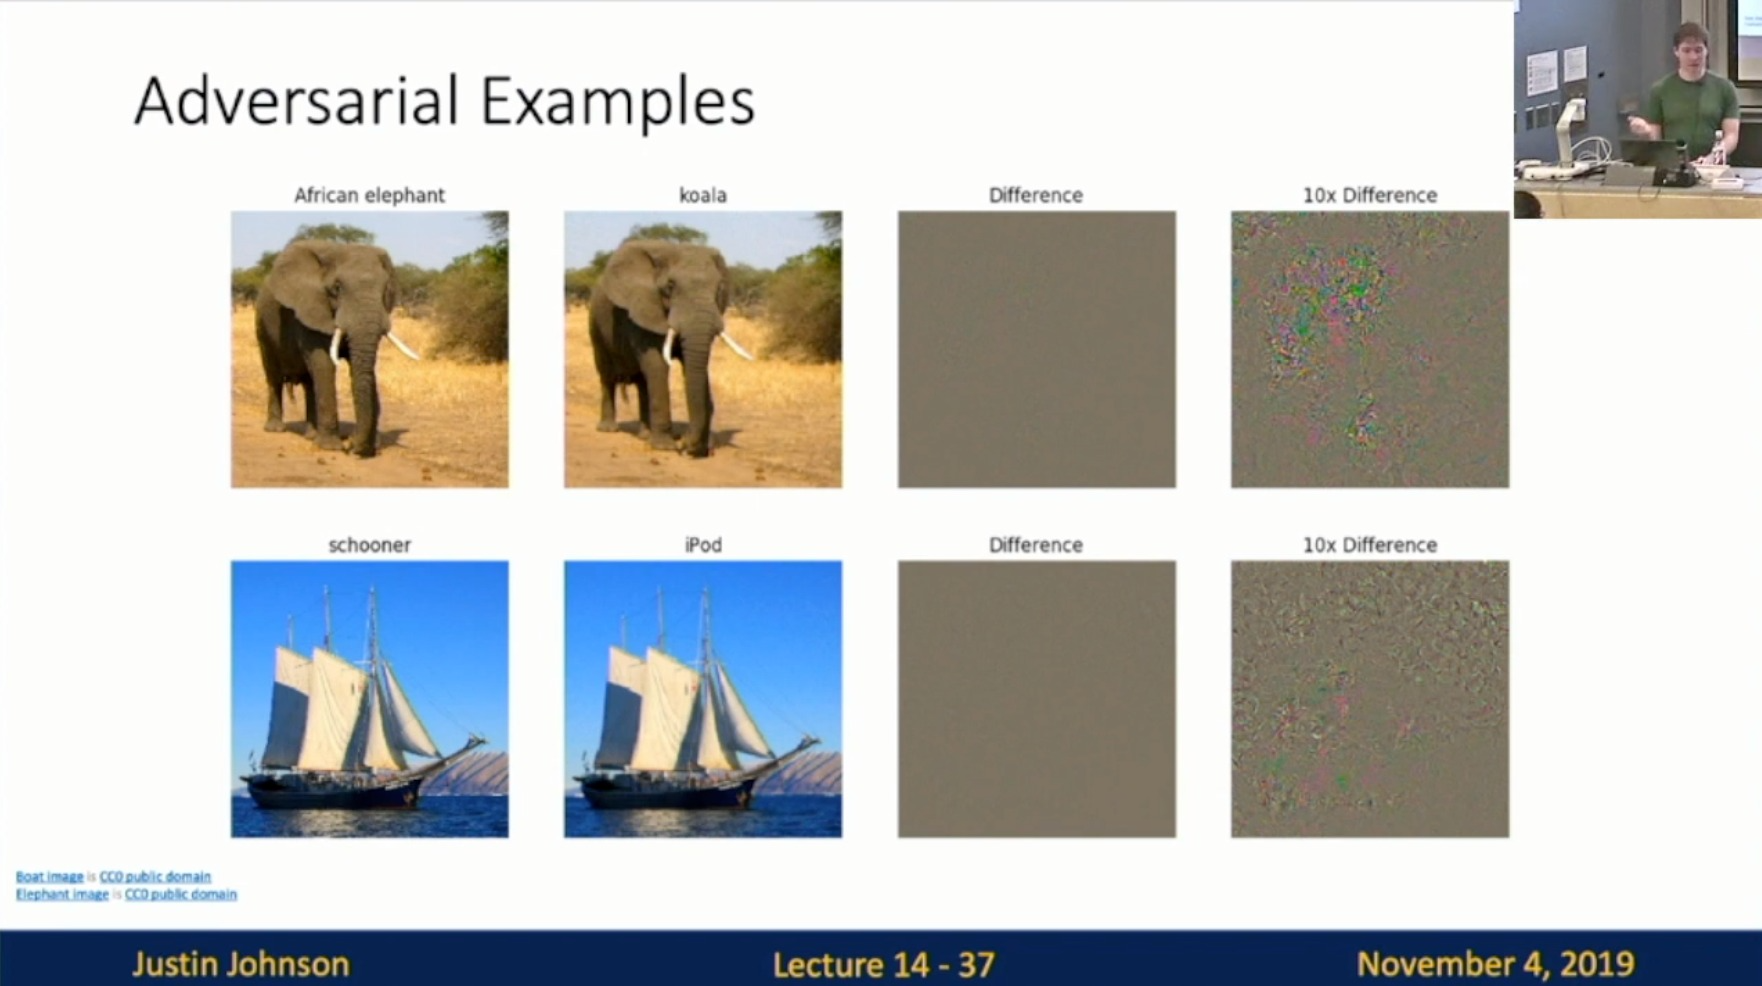 Adversarial Examples
African elephant
koala
Difference
10x Difference
schooner
iPod
Difference
10x Difference
Boat image is CC0 public domain
Elephant image is CC0 public domain
Justin Johnson
Lecture 14 - 37
November 4, 2019